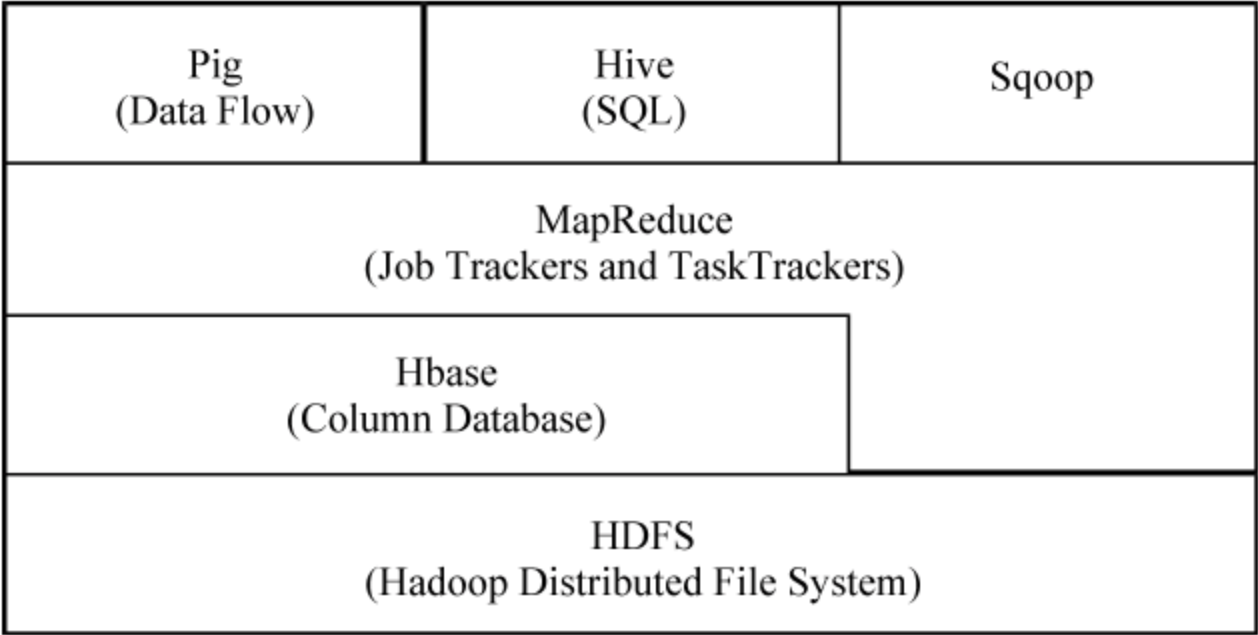 Pig
(Data Flow)
Hive
(SQL)
Sqoop
MapReduce
(Job Trackers and TaskTrackers)
Hbase
(Column Database)
HDFS
(Hadoop Distributed File System)